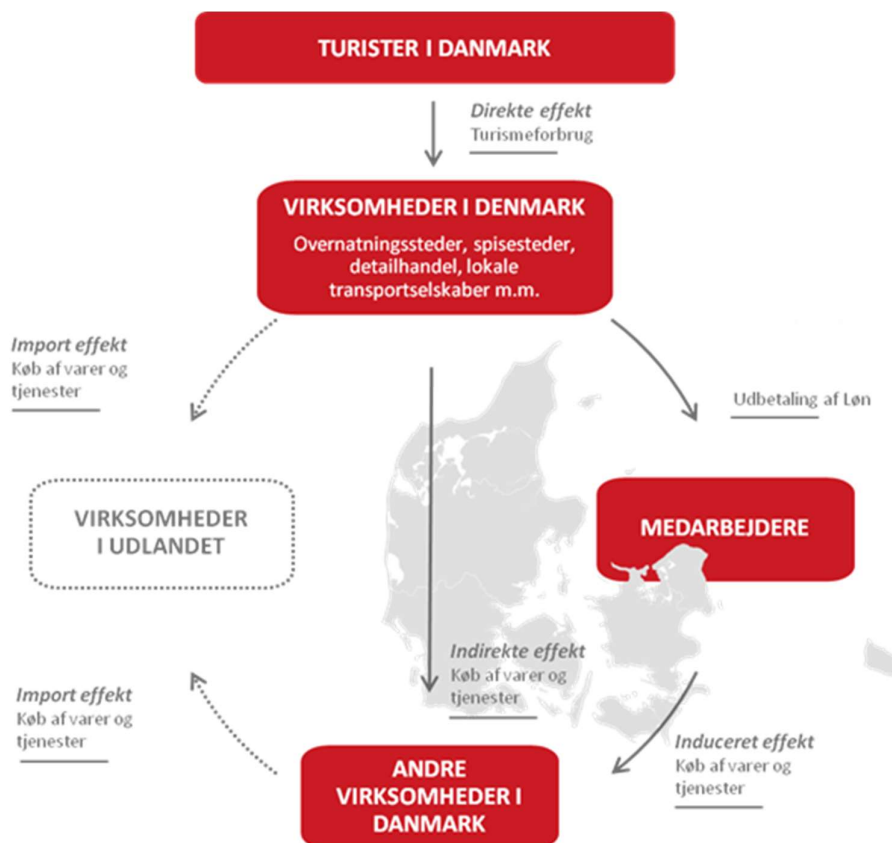 TURISTER I DANMARK
Direkte effekt
Turismeforbrug
VIRKSOMHEDER I DENMARK
Overnatningssteder, spisesteder,
detailhandel, lokale
transportselskaber m.m.
Import effekt
Køb af varer og
tjenester
Udbetaling af Løn
VIRKSOMHEDER
I UDLANDET
MEDARBEJDERE
Indirekte effekt
Køb af varer og
tjenester
Import effekt
Køb af varer og
tjenester
Induceret effekt
Køb af varer og
tjenester
ANDRE
VIRKSOMHEDER I
DANMARK